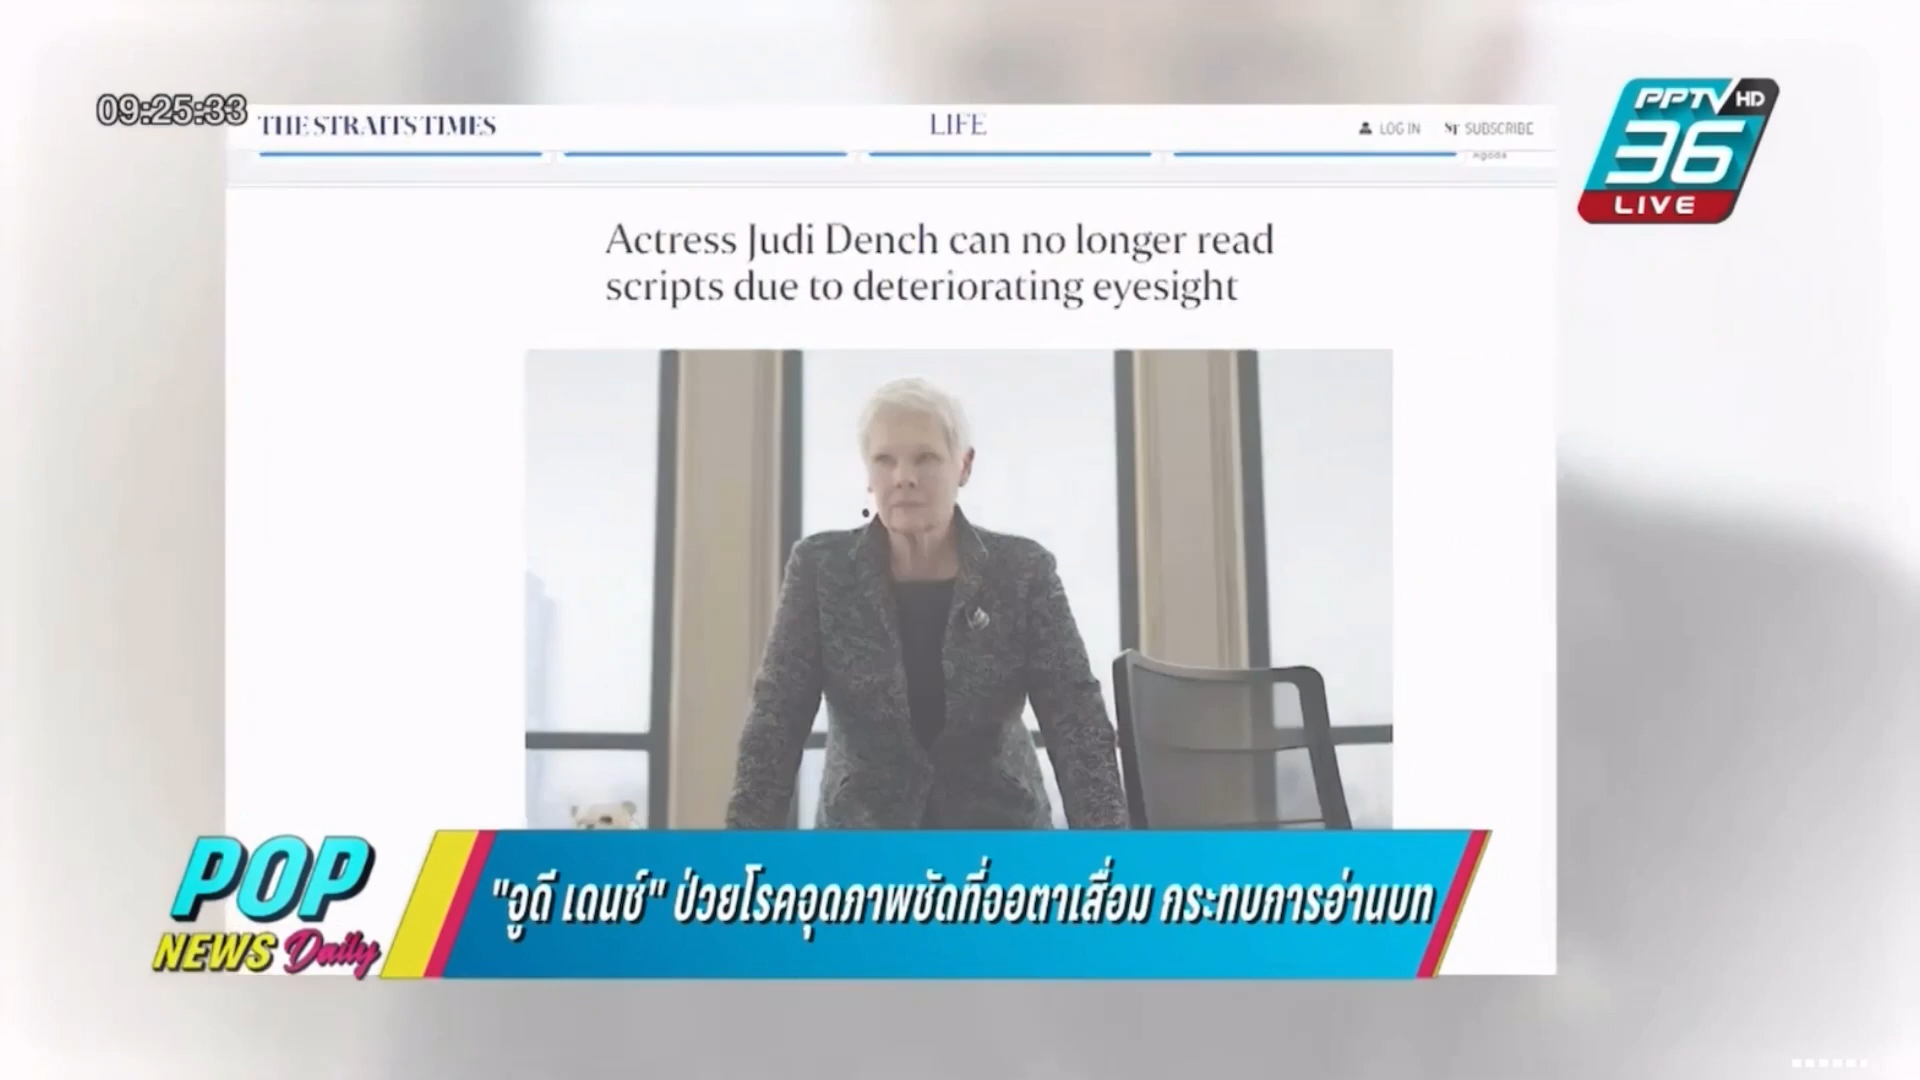 09:25:33
THE STRAITS TIMES
LIFE
LOG IN
ST SUBSCRIBE
Agoda
PPTV HD
36
LIVE
Actress Judi Dench can no longer read
scripts due to deteriorating eyesight
POP
NEWS Daily
"จูดี เดนช์" ป่วยโรคจุดภาพชัดที่จอตาเสื่อม กระทบการอ่านบท